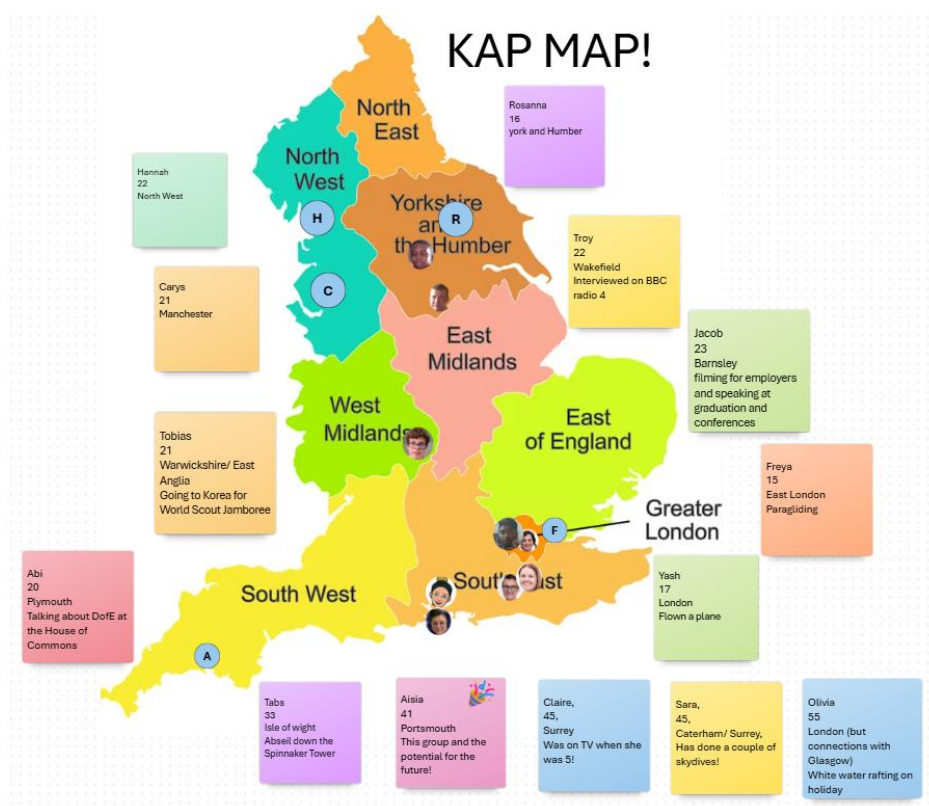 KAP MAP!
North
East
Rosanna
16
york and Humber
North
West
Hannah
22
North West
Yorkshire
and
the Humber
H
R
Troy
22
Wakefield
Interviewed on BBC
radio 4
Carys
21
Manchester
C
East
Midlands
Jacob
23
Barnsley
filming for employers
and speaking at
graduation and
conferences
West
Midlands
East
of England
Tobias
21
Warwickshire/ East
Anglia
Going to Korea for
World Scout Jamboree
Freya
15
East London
Paragliding
Greater
London
F
Abi
20
Plymouth
Talking about DofE at
the House of
Commons
South West
South East
Yash
17
London
Flown a plane
A
Tabs
33
Isle of wight
Abseil down the
Spinnaker Tower
Aisia
41
Portsmouth
This group and the
potential for the
future!
Claire,
45,
Surrey
Was on TV when she
was 5!
Sara,
45,
Caterham/ Surrey,
Has done a couple of
skydives!
Olivia
55
London (but
connections with
Glasgow)
White water rafting on
holiday